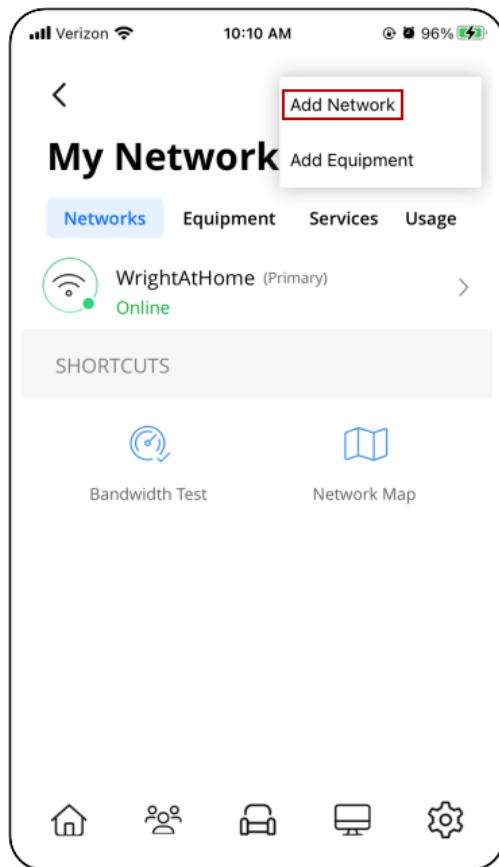 Verizon 10:10 AM 96%
Add Network
My Network
Add Equipment
Networks Equipment Services Usage
WrightAtHome (Primary)
Online
SHORTCUTS
Bandwidth Test Network Map